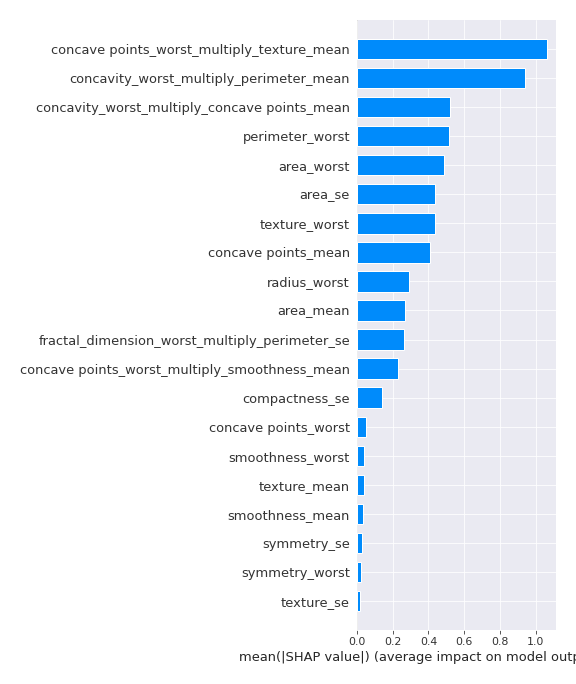 concave points_worst_multiply_texture_mean
concavity_worst_multiply_perimeter_mean
concavity_worst_multiply_concave points_mean
perimeter_worst
area_worst
area_se
texture_worst
concave points_mean
radius_worst
area_mean
fractal_dimension_worst_multiply_perimeter_se
concave points_worst_multiply_smoothness_mean
compactness_se
concave points_worst
smoothness_worst
texture_mean
smoothness_mean
symmetry_se
symmetry_worst
texture_se
0.0 0.2 0.4 0.6 0.8 1.0
mean(|SHAP value|) (average impact on model outp